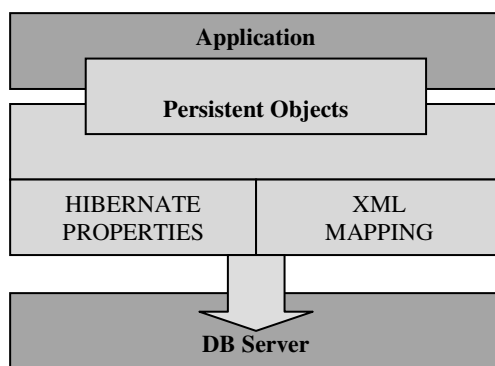 Application
Persistent Objects
HIBERNATE
PROPERTIES
XML
MAPPING
DB Server